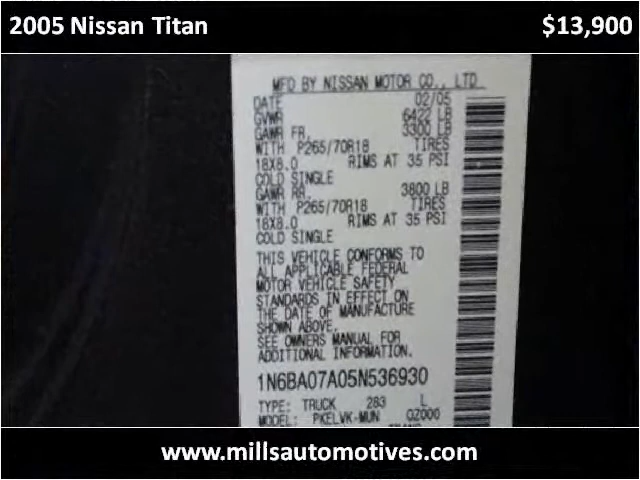 2005 Nissan Titan $13,900
MFD BY NISSAN MOTOR CO., LTD
DATE 02/05
GVWR 6422 LB
GAWR FR. 3300 LB
WITH P265/70R18 TIRES
18X8.0 RIMS AT 35 PSI
COLD SINGLE
GAWR RR. 3800 LB
WITH P265/70R18 TIRES
18X8.0 RIMS AT 35 PSI
COLD SINGLE
THIS VEHICLE CONFORMS TO
ALL APPLICABLE FEDERAL
MOTOR VEHICLE SAFETY
STANDARDS IN EFFECT ON
THE DATE OF MANUFACTURE
SHOWN ABOVE.
SEE OWNERS MANUAL FOR
ADDITIONAL INFORMATION.
1N6BA07A05N536930
TYPE: TRUCK 283 L
MODEL: PKELVK-MUN 02000
www.millsautomotives.com